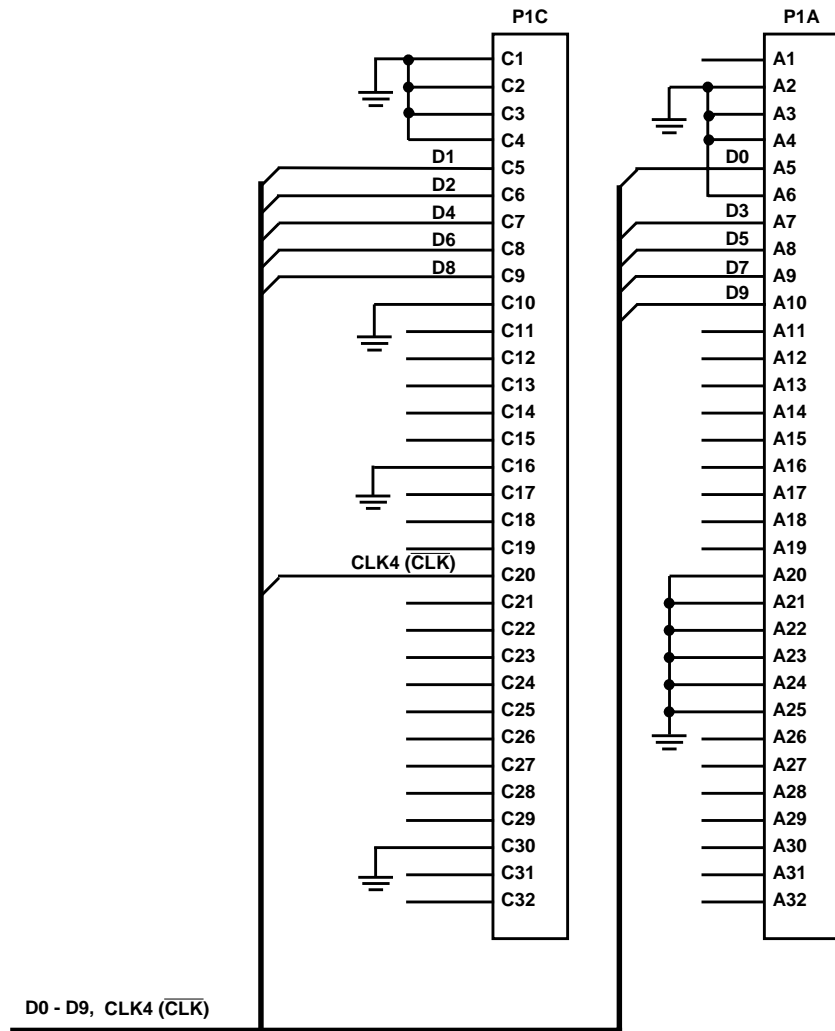 P1C
C1
C2
C3
C4
D1 C5
D2 C6
D4 C7
D6 C8
D8 C9
C10
C11
C12
C13
C14
C15
C16
C17
C18
C19
CLK4 (C̅L̅K̅) C20
C21
C22
C23
C24
C25
C26
C27
C28
C29
C30
C31
C32
P1A
A1
A2
A3
A4
D0 A5
A6
D3 A7
D5 A8
D7 A9
D9 A10
A11
A12
A13
A14
A15
A16
A17
A18
A19
A20
A21
A22
A23
A24
A25
A26
A27
A28
A29
A30
A31
A32
D0 - D9, CLK4 (C̅L̅K̅)